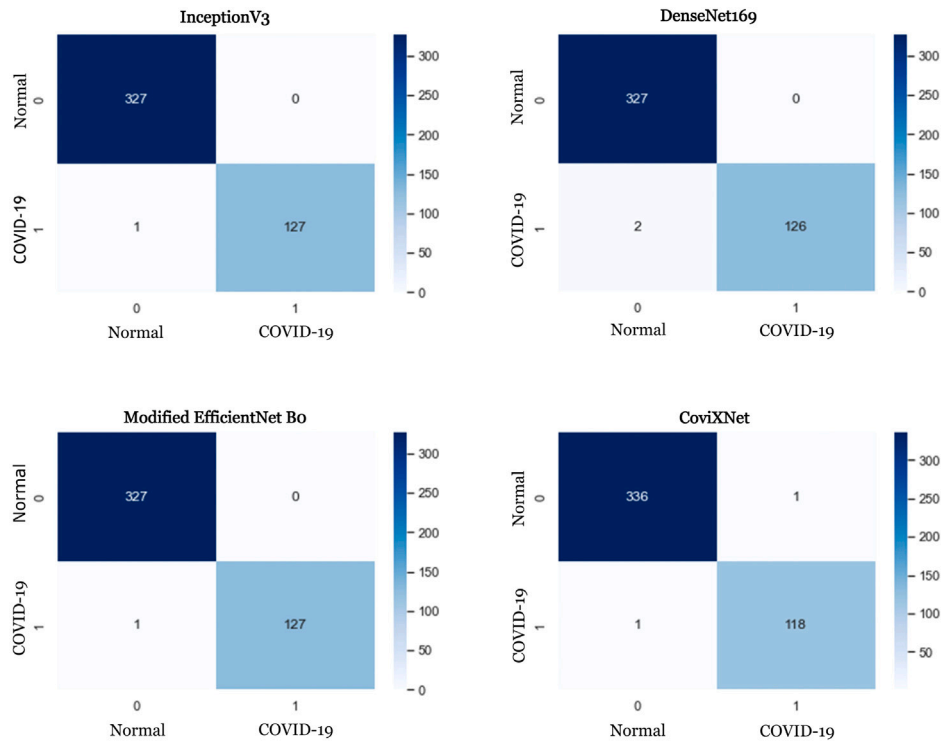 InceptionV3
Normal
0
327
0
300
250
200
150
100
50
0
COVID-19
1
1
127
0
1
Normal
COVID-19
DenseNet169
Normal
0
327
0
300
250
200
150
100
50
0
COVID-19
1
2
126
0
1
Normal
COVID-19
Modified EfficientNet B0
Normal
0
327
0
300
250
200
150
100
50
0
COVID-19
1
1
127
0
1
Normal
COVID-19
CoviXNet
Normal
0
336
1
300
250
200
150
100
50
COVID-19
1
1
118
0
1
Normal
COVID-19